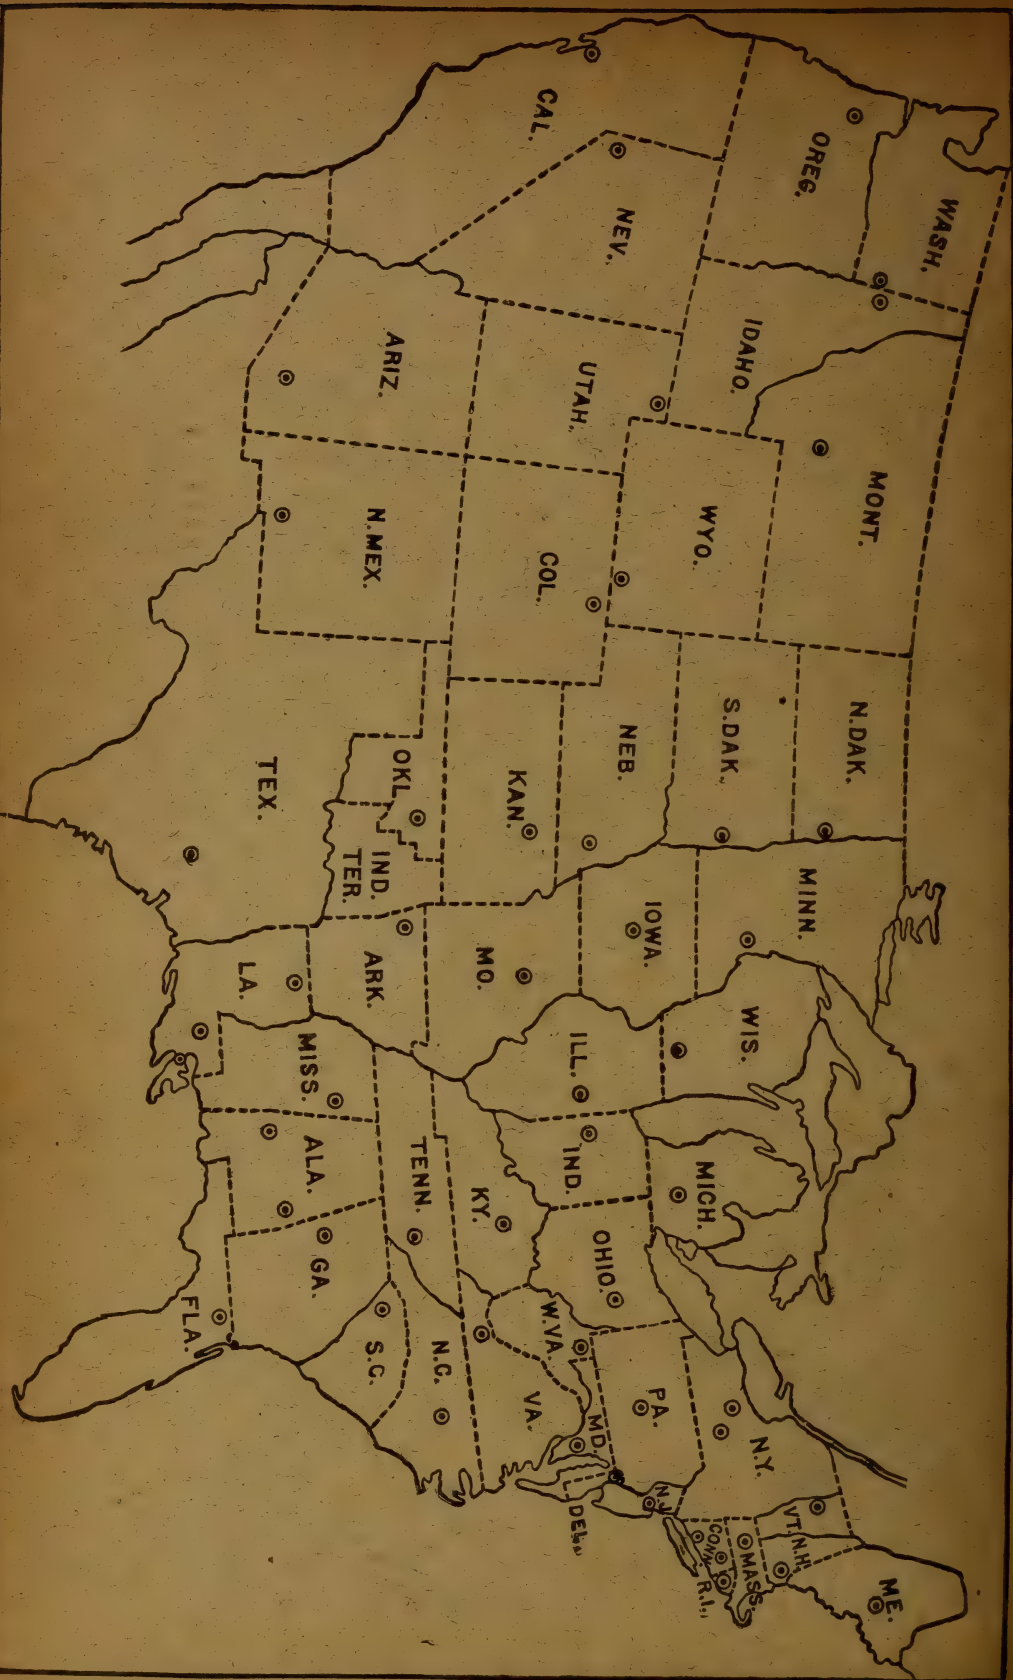 WASH.
OREG.
CAL.
NEV.
IDAHO.
MONT.
WYO.
UTAH.
ARIZ.
COL.
N.MEX.
N.DAK.
S.DAK.
NEB.
KAN.
OKL.
IND.
TER.
TEX.
MINN.
IOWA.
MO.
ARK.
LA.
WIS.
ILL.
MICH.
IND.
OHIO.
KY.
TENN.
MISS.
ALA.
GA.
FLA.
S.C.
N.C.
VA.
W.VA.
MD.
DEL.
PA.
N.J.
N.Y.
CONN.
R.I.
MASS.
VT.
N.H.
ME.